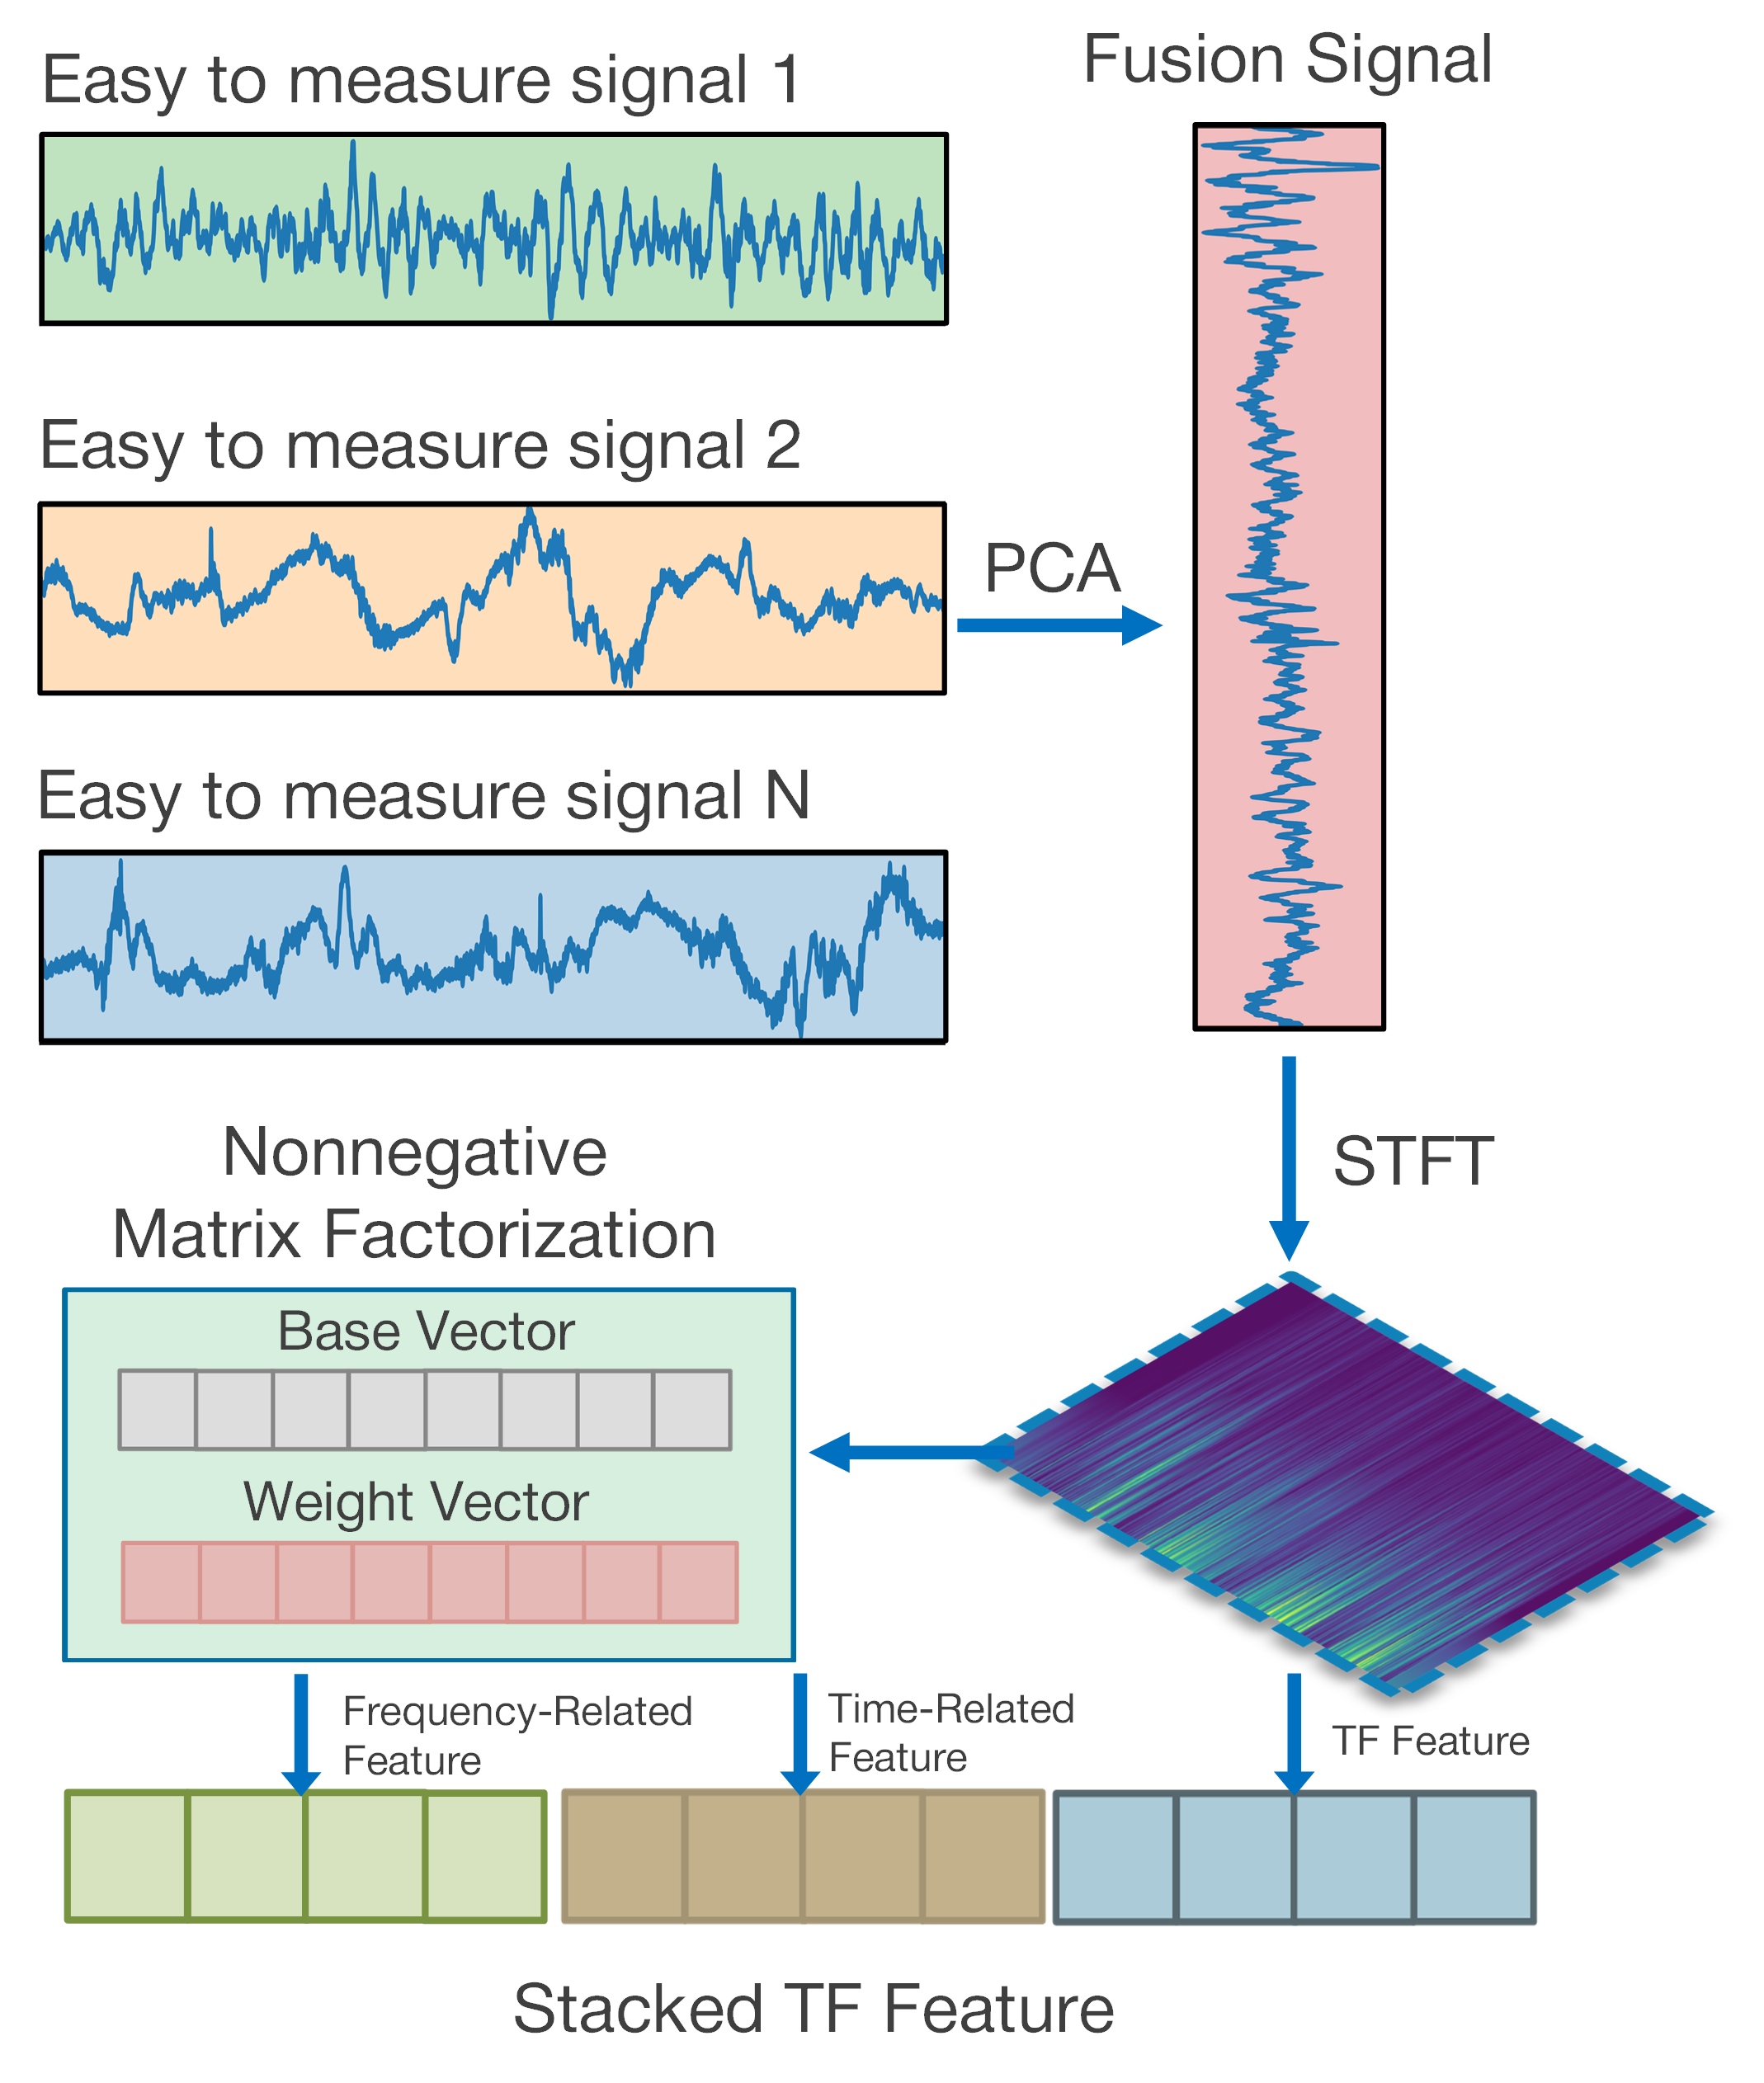 Easy to measure signal 1
Fusion Signal
Easy to measure signal 2
PCA
Easy to measure signal N
STFT
Nonnegative
Matrix Factorization
Base Vector
Weight Vector
Frequency-Related
Feature
Time-Related
Feature
TF Feature
Stacked TF Feature